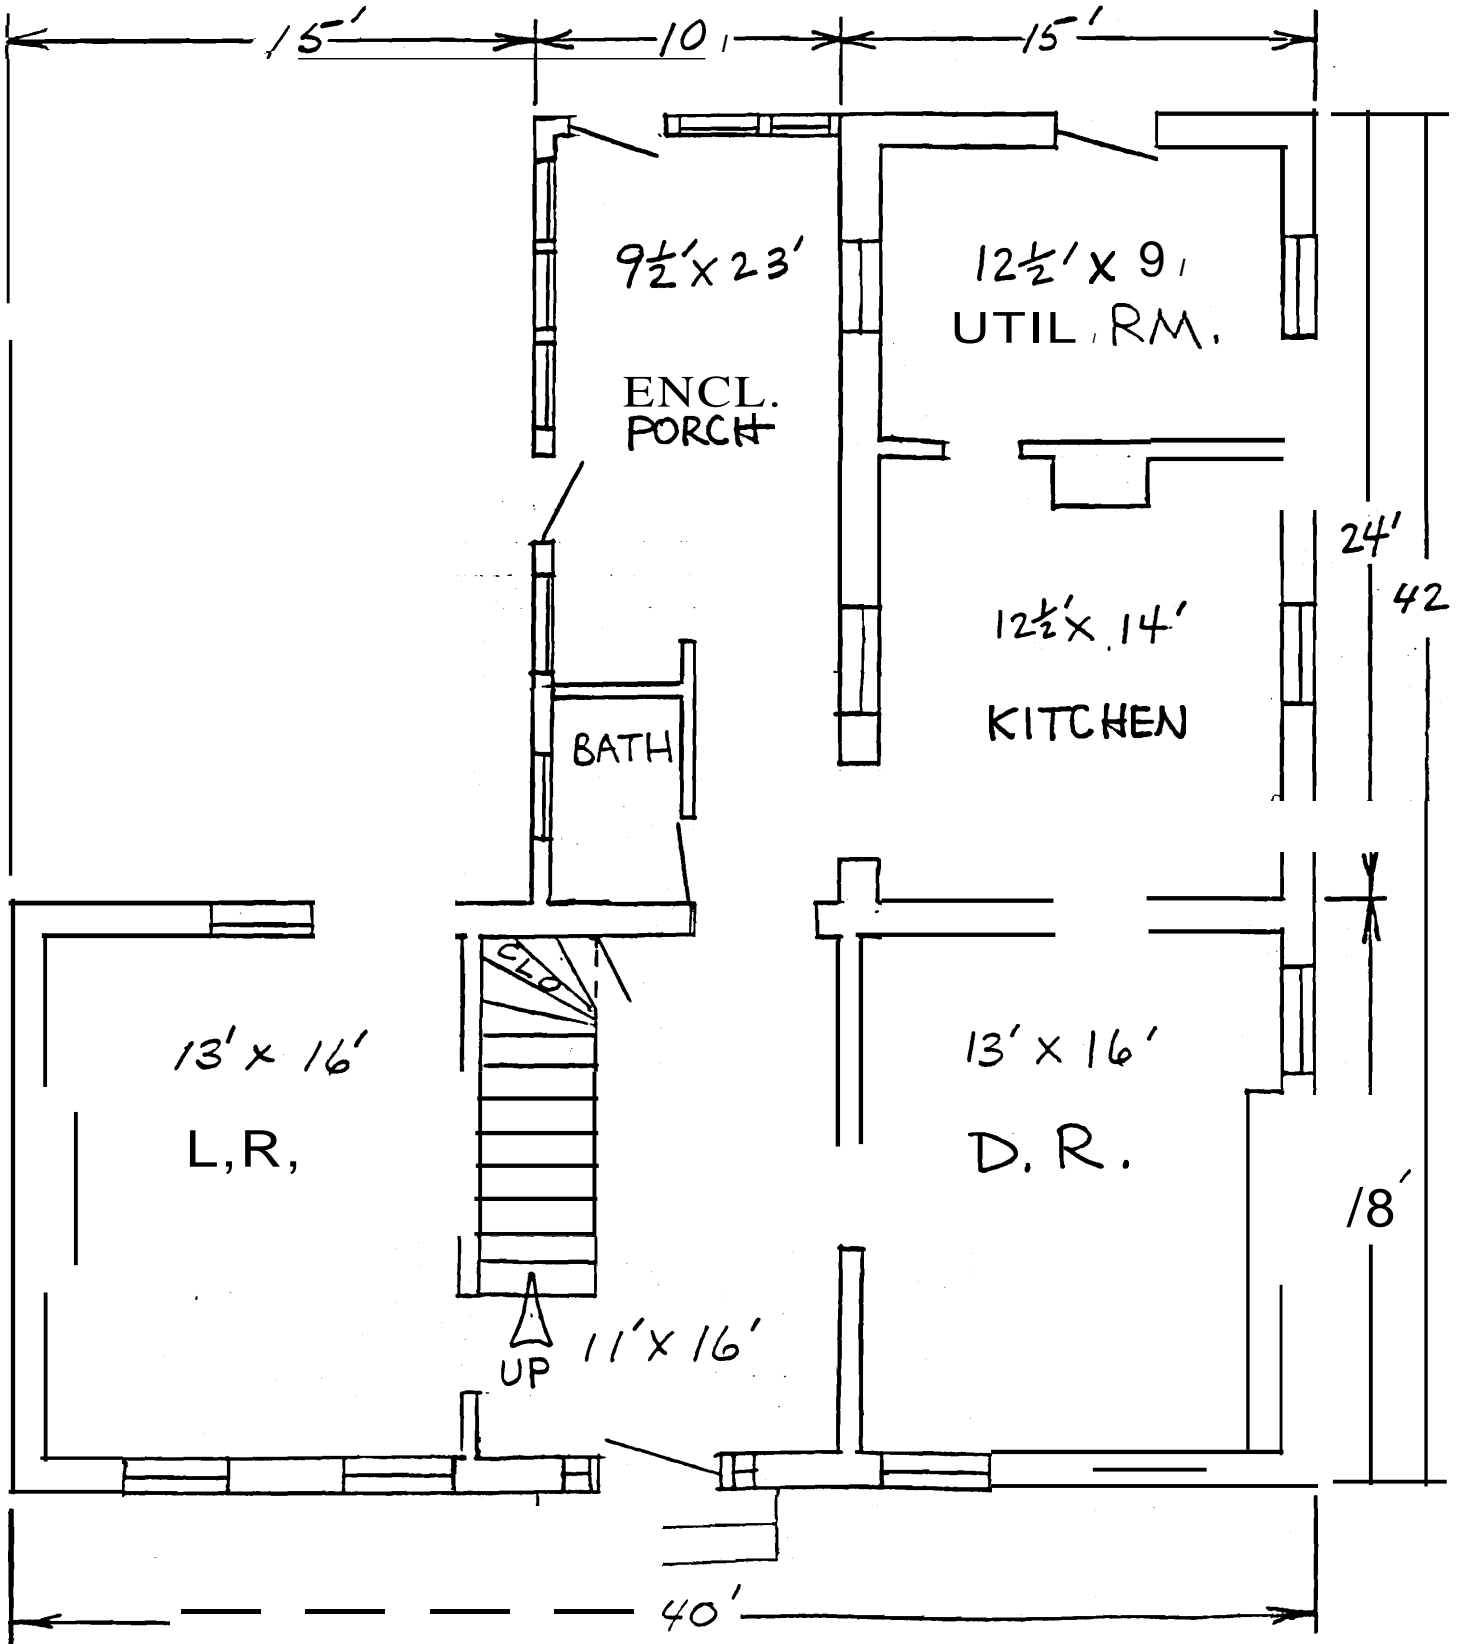 15' 10' 15'
9½' x 23'
ENCL.
PORCH
12½' x 9'
UTIL. RM.
24'
42
12½' x 14'
KITCHEN
BATH
CLO
13' x 16'
L,R,
13' x 16'
D. R.
18'
11' x 16'
UP
40'